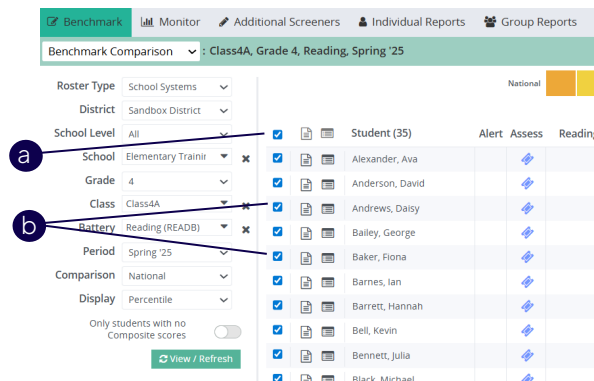 Benchmark Monitor Additional Screeners Individual Reports Group Reports
Benchmark Comparison : Class4A, Grade 4, Reading, Spring '25
National
Roster Type School Systems
District Sandbox District
School Level All
Student (35) Alert Assess Reading
a
School Elementary Trainin
Alexander, Ava
Grade 4
Anderson, David
Class Class4A
Andrews, Daisy
b
Battery Reading (READB)
Bailey, George
Period Spring '25
Baker, Fiona
Comparison National
Barnes, Ian
Display Percentile
Barrett, Hannah
Only students with no
Composite scores
Bell, Kevin
View / Refresh
Bennett, Julia
Black, Michael